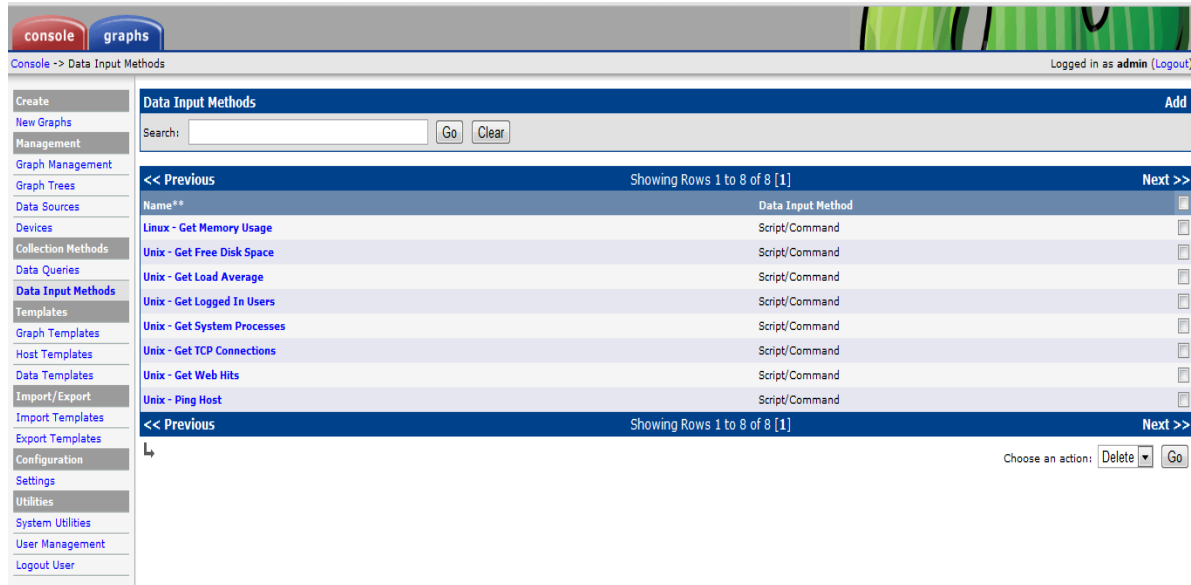 console graphs
Console -> Data Input Methods
Logged in as admin (Logout)
Create
New Graphs
Management
Graph Management
Graph Trees
Data Sources
Devices
Collection Methods
Data Queries
Data Input Methods
Templates
Graph Templates
Host Templates
Data Templates
Import/Export
Import Templates
Export Templates
Configuration
Settings
Utilities
System Utilities
User Management
Logout User
Data Input Methods Add
Search: Go Clear
<< Previous Showing Rows 1 to 8 of 8 [1] Next >>
Name** Data Input Method
Linux - Get Memory Usage Script/Command
Unix - Get Free Disk Space Script/Command
Unix - Get Load Average Script/Command
Unix - Get Logged In Users Script/Command
Unix - Get System Processes Script/Command
Unix - Get TCP Connections Script/Command
Unix - Get Web Hits Script/Command
Unix - Ping Host Script/Command
<< Previous Showing Rows 1 to 8 of 8 [1] Next >>
Choose an action: Delete Go